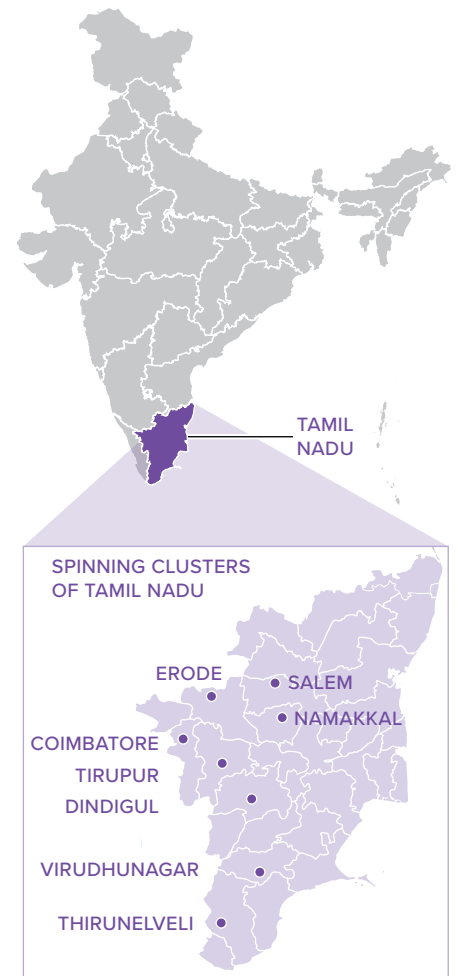 TAMIL
NADU
SPINNING CLUSTERS
OF TAMIL NADU
ERODE
SALEM
NAMAKKAL
COIMBATORE
TIRUPUR
DINDIGUL
VIRUDHUNAGAR
THIRUNELVELI